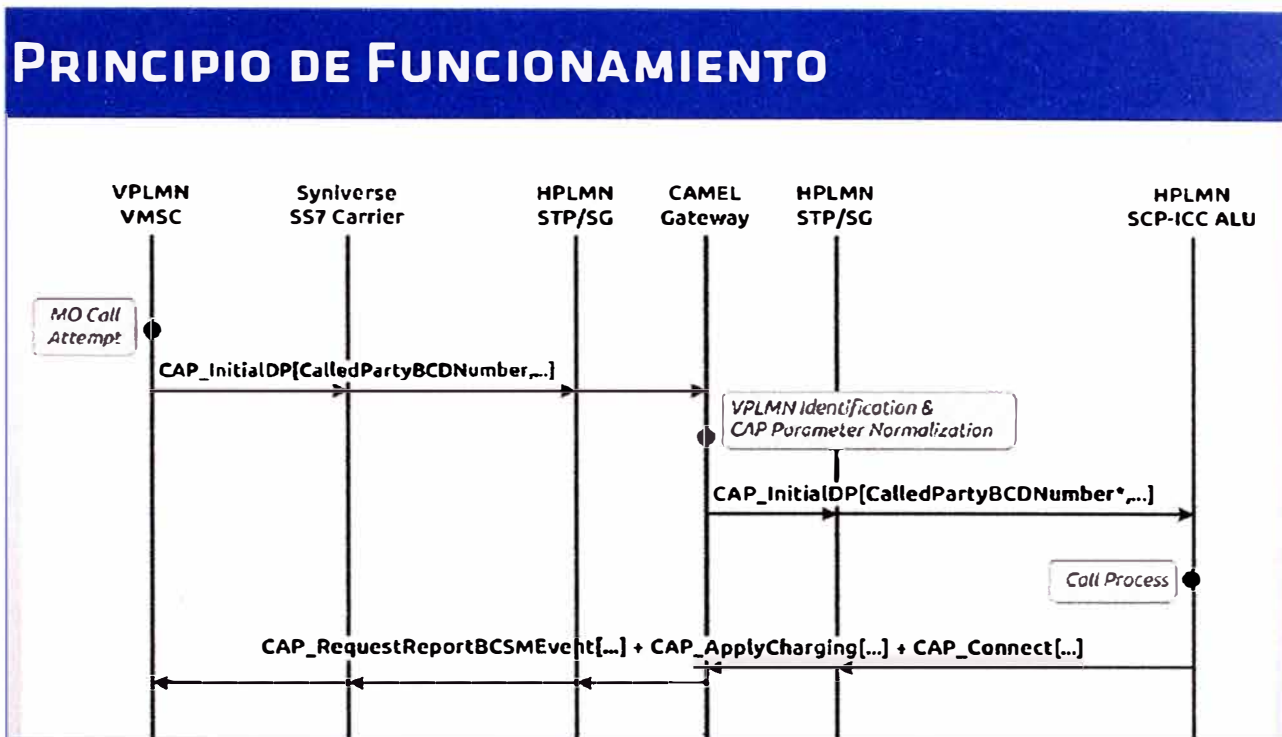 PRINCIPIO DE FUNCIONAMIENTO
VPLMN
VMSC
Syniverse
SS7 Carrier
HPLMN
STP/SG
CAMEL
Gateway
HPLMN
STP/SG
HPLMN
SCP-ICC ALU
MO Call
Attempt
CAP_InitialDP[CalledPartyBCDNumber,...]
VPLMN Identification &
CAP Parameter Normalization
CAP_InitialDP[CalledPartyBCDNumber*,...]
Call Process
CAP_RequestReportBCSMEvent[...] + CAP_ApplyCharging[...] + CAP_Connect[...]